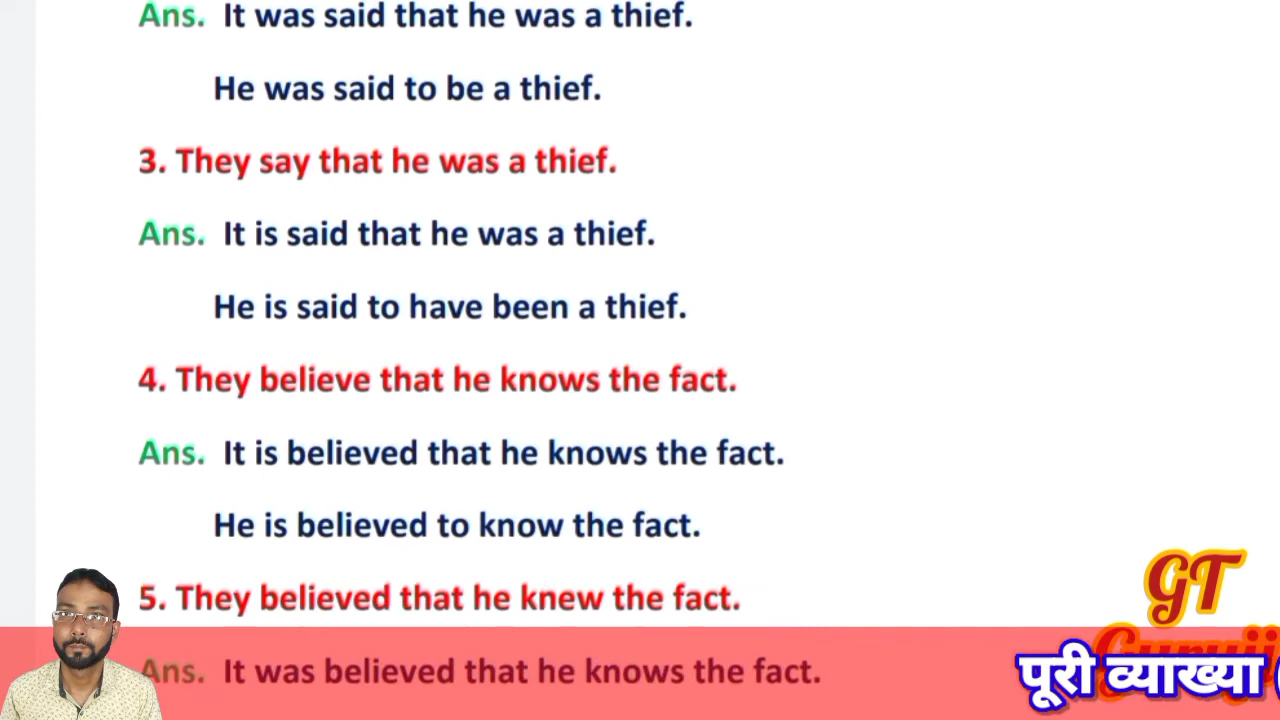 Ans. It was said that he was a thief.
He was said to be a thief.
3. They say that he was a thief.
Ans. It is said that he was a thief.
He is said to have been a thief.
4. They believe that he knows the fact.
Ans. It is believed that he knows the fact.
He is believed to know the fact.
5. They believed that he knew the fact.
Ans. It was believed that he knows the fact.
GT
Guruji
पूरी व्याख्या (